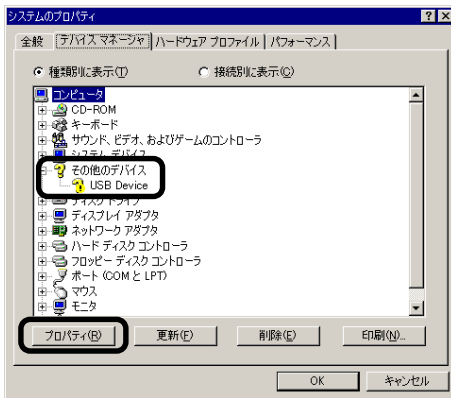 システムのプロパティ
全般 デバイス マネージャ ハードウェア プロファイル パフォーマンス
種類別に表示(T) 接続別に表示(C)
コンピュータ
CD-ROM
キーボード
サウンド、ビデオ、およびゲームのコントローラ
システム デバイス
その他のデバイス
USB Device
ディスク ドライブ
ディスプレイ アダプタ
ネットワーク アダプタ
ハード ディスク コントローラ
フロッピー ディスク コントローラ
ポート (COM と LPT)
マウス
モニタ
プロパティ(R) 更新(F) 削除(E) 印刷(N)...
OK キャンセル